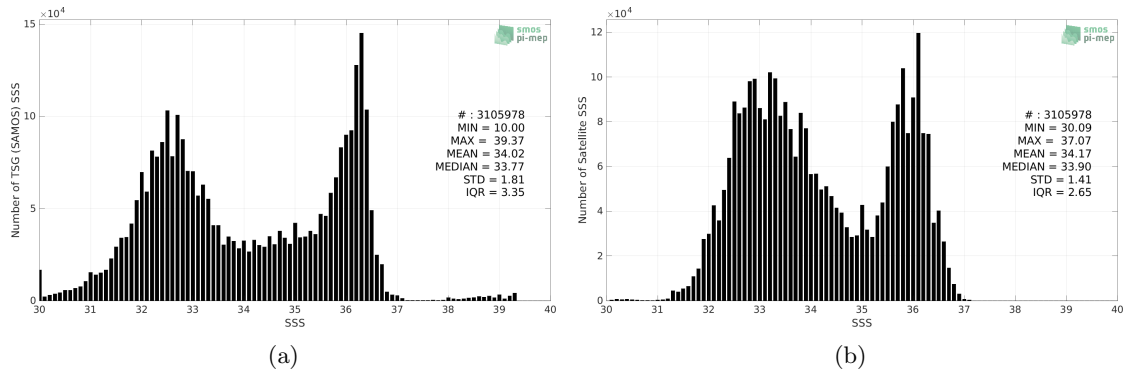 ×10⁴
15
10
5
0
30 31 32 33 34 35 36 37 38 39 40
SSS
Number of TSG (SAMOS) SSS
smos
pi-mep
# : 3105978
MIN = 10.00
MAX = 39.37
MEAN = 34.02
MEDIAN = 33.77
STD = 1.81
IQR = 3.35
(a)
×10⁴
12
10
8
6
4
2
0
30 31 32 33 34 35 36 37 38 39 40
SSS
Number of Satellite SSS
smos
pi-mep
# : 3105978
MIN = 30.09
MAX = 37.07
MEAN = 34.17
MEDIAN = 33.90
STD = 1.41
IQR = 2.65
(b)